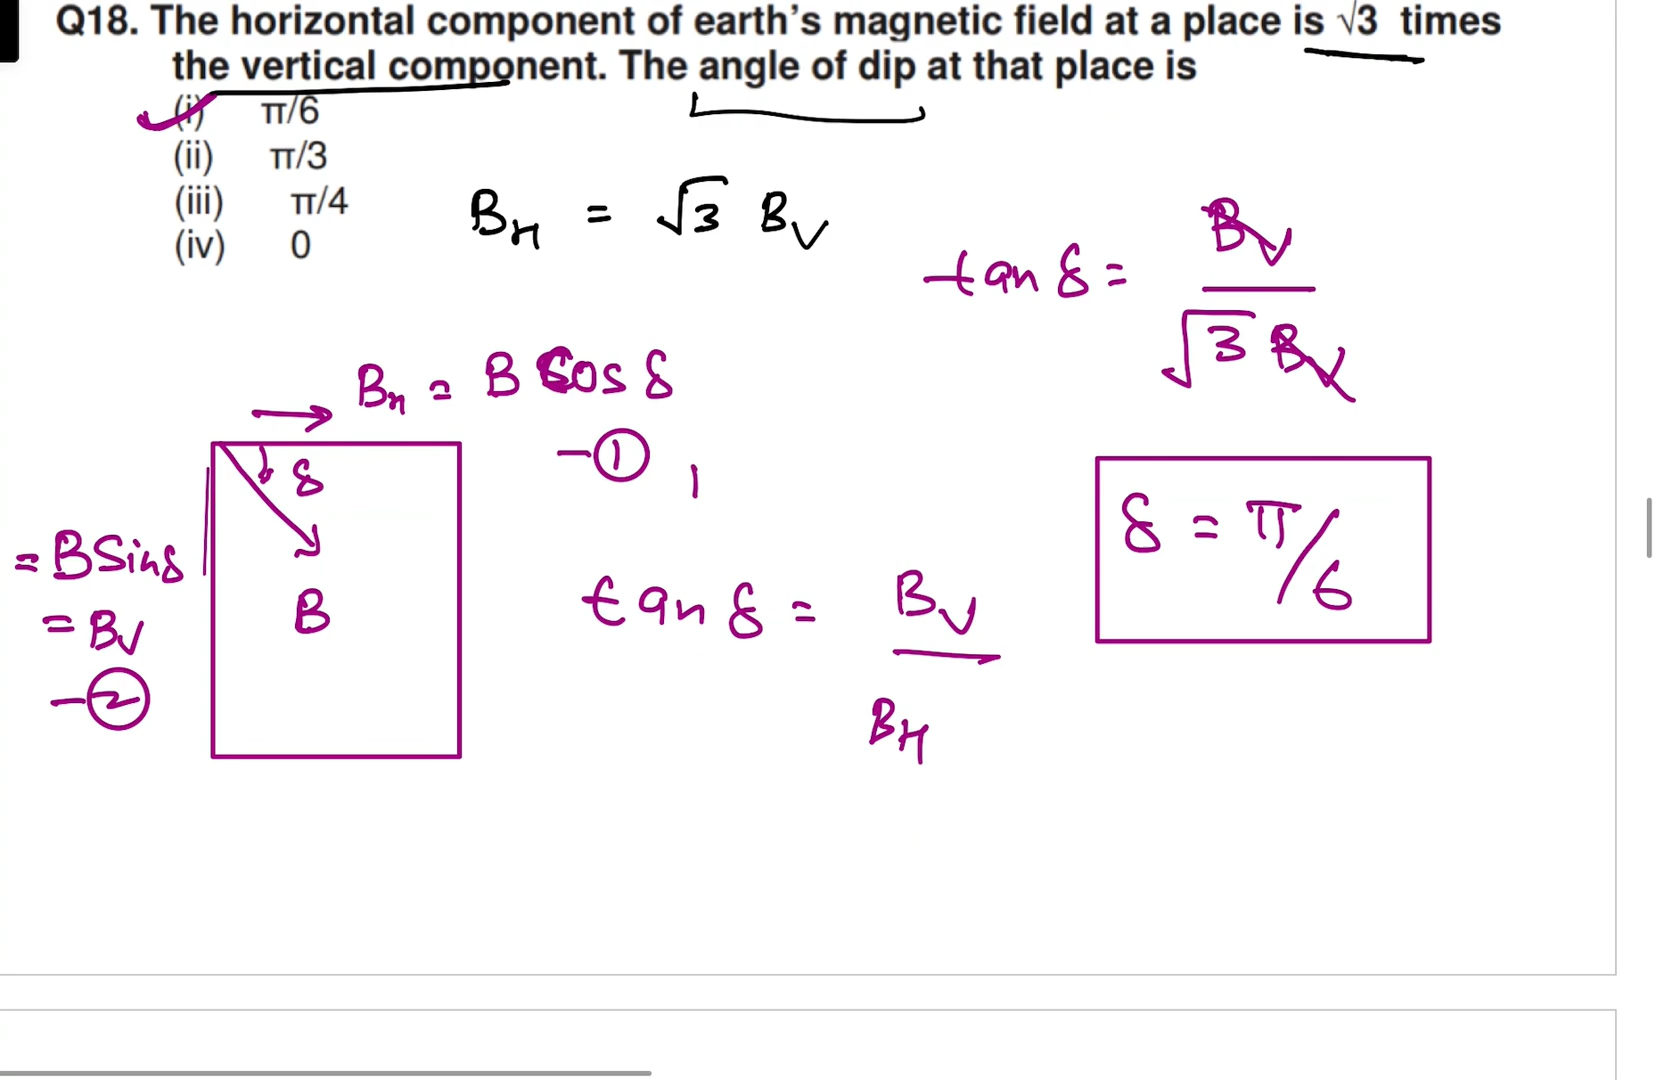 Q18. The horizontal component of earth's magnetic field at a place is √3 times
the vertical component. The angle of dip at that place is
(i) π/6
(ii) π/3
(iii) π/4
(iv) 0
B_H = √3 B_V
tan δ = B_V / √3 B_V
B_H = B Cos δ
-①
δ
B
= B Sin δ
= B_V
-②
tan δ = B_V / B_H
δ = π/6